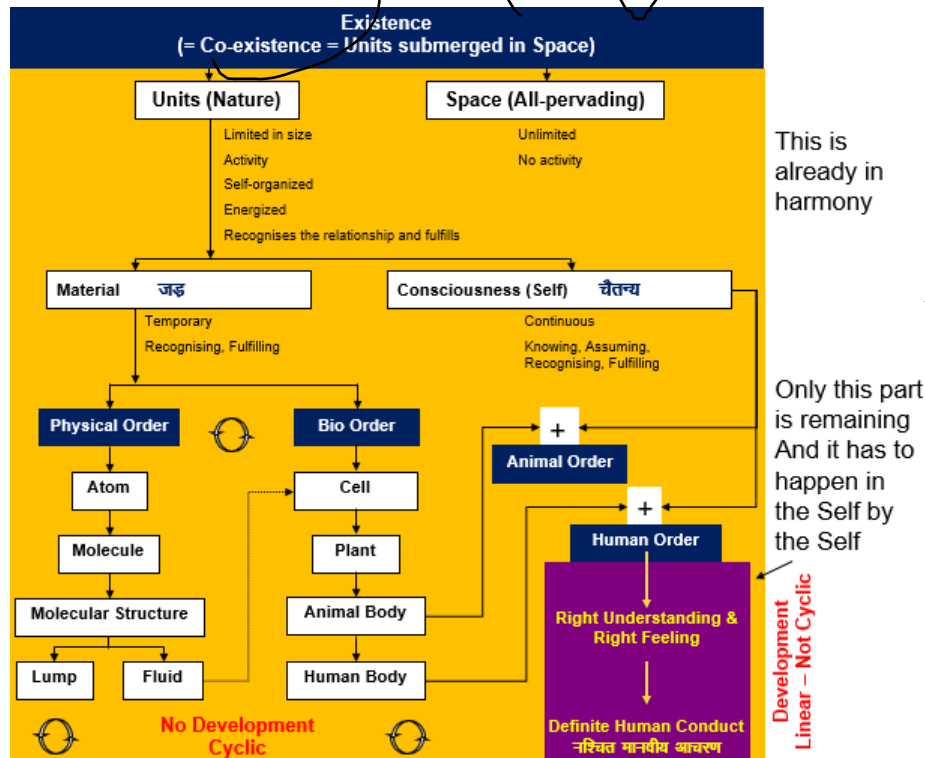 Existence
(= Co-existence = Units submerged in Space)
Units (Nature)
Space (All-pervading)
Limited in size
Activity
Self-organized
Energized
Recognises the relationship and fulfills
Unlimited
No activity
This is
already in
harmony
Material जड़
Consciousness (Self) चैतन्य
Temporary
Recognising, Fulfilling
Continuous
Knowing, Assuming,
Recognising, Fulfilling
Physical Order
Bio Order
+
Animal Order
Atom
Cell
+
Human Order
Molecule
Plant
Molecular Structure
Animal Body
Lump
Fluid
Human Body
Right Understanding &
Right Feeling
Definite Human Conduct
निश्चित मानवीय आचरण
No Development
Cyclic
Only this part
is remaining
And it has to
happen in
the Self by
the Self
Development
Linear – Not Cyclic